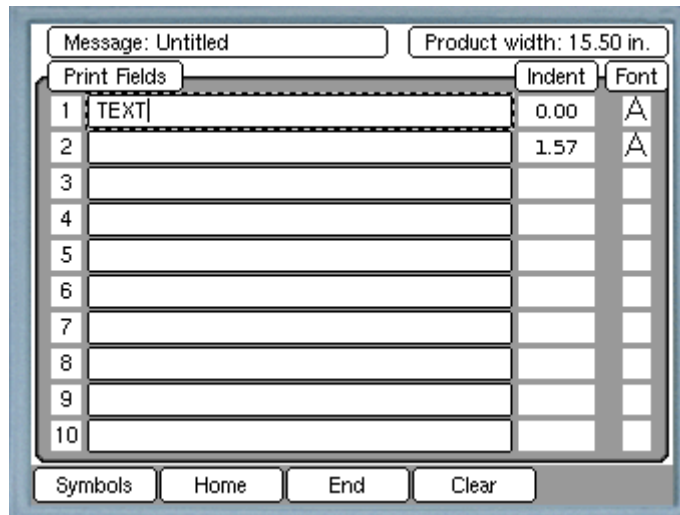 Message: Untitled Product width: 15.50 in.
Print Fields Indent Font
1 TEXT 0.00 A
2 1.57 A
3
4
5
6
7
8
9
10
Symbols Home End Clear